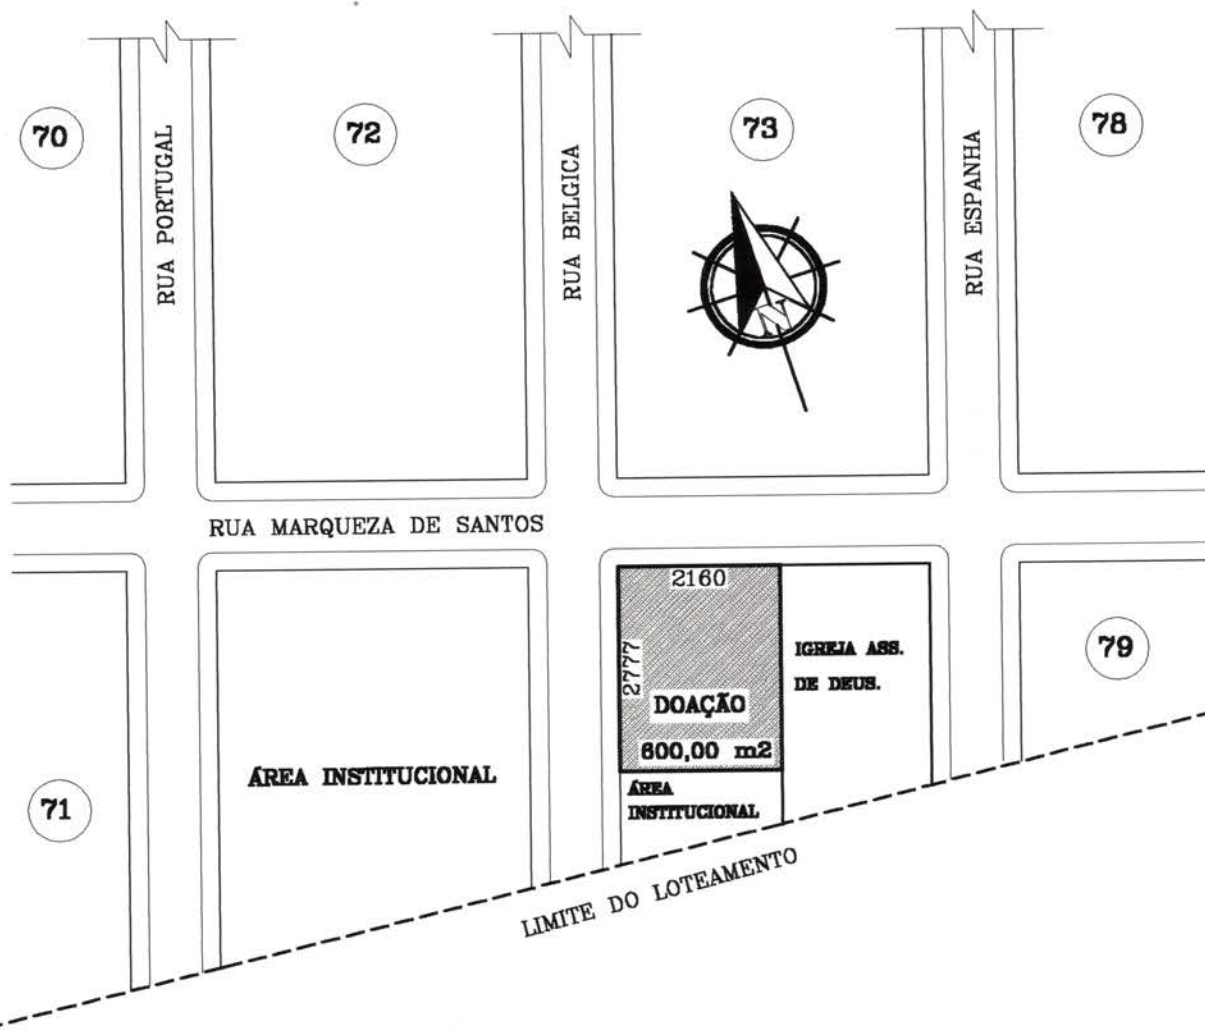 70
72
73
78
RUA PORTUGAL
RUA BELGICA
RUA ESPANHA
N
RUA MARQUEZA DE SANTOS
2160
2777
DOAÇÃO
600,00 m2
IGREJA ASS.
DE DEUS.
79
ÁREA INSTITUCIONAL
ÁREA
INSTITUCIONAL
71
LIMITE DO LOTEAMENTO